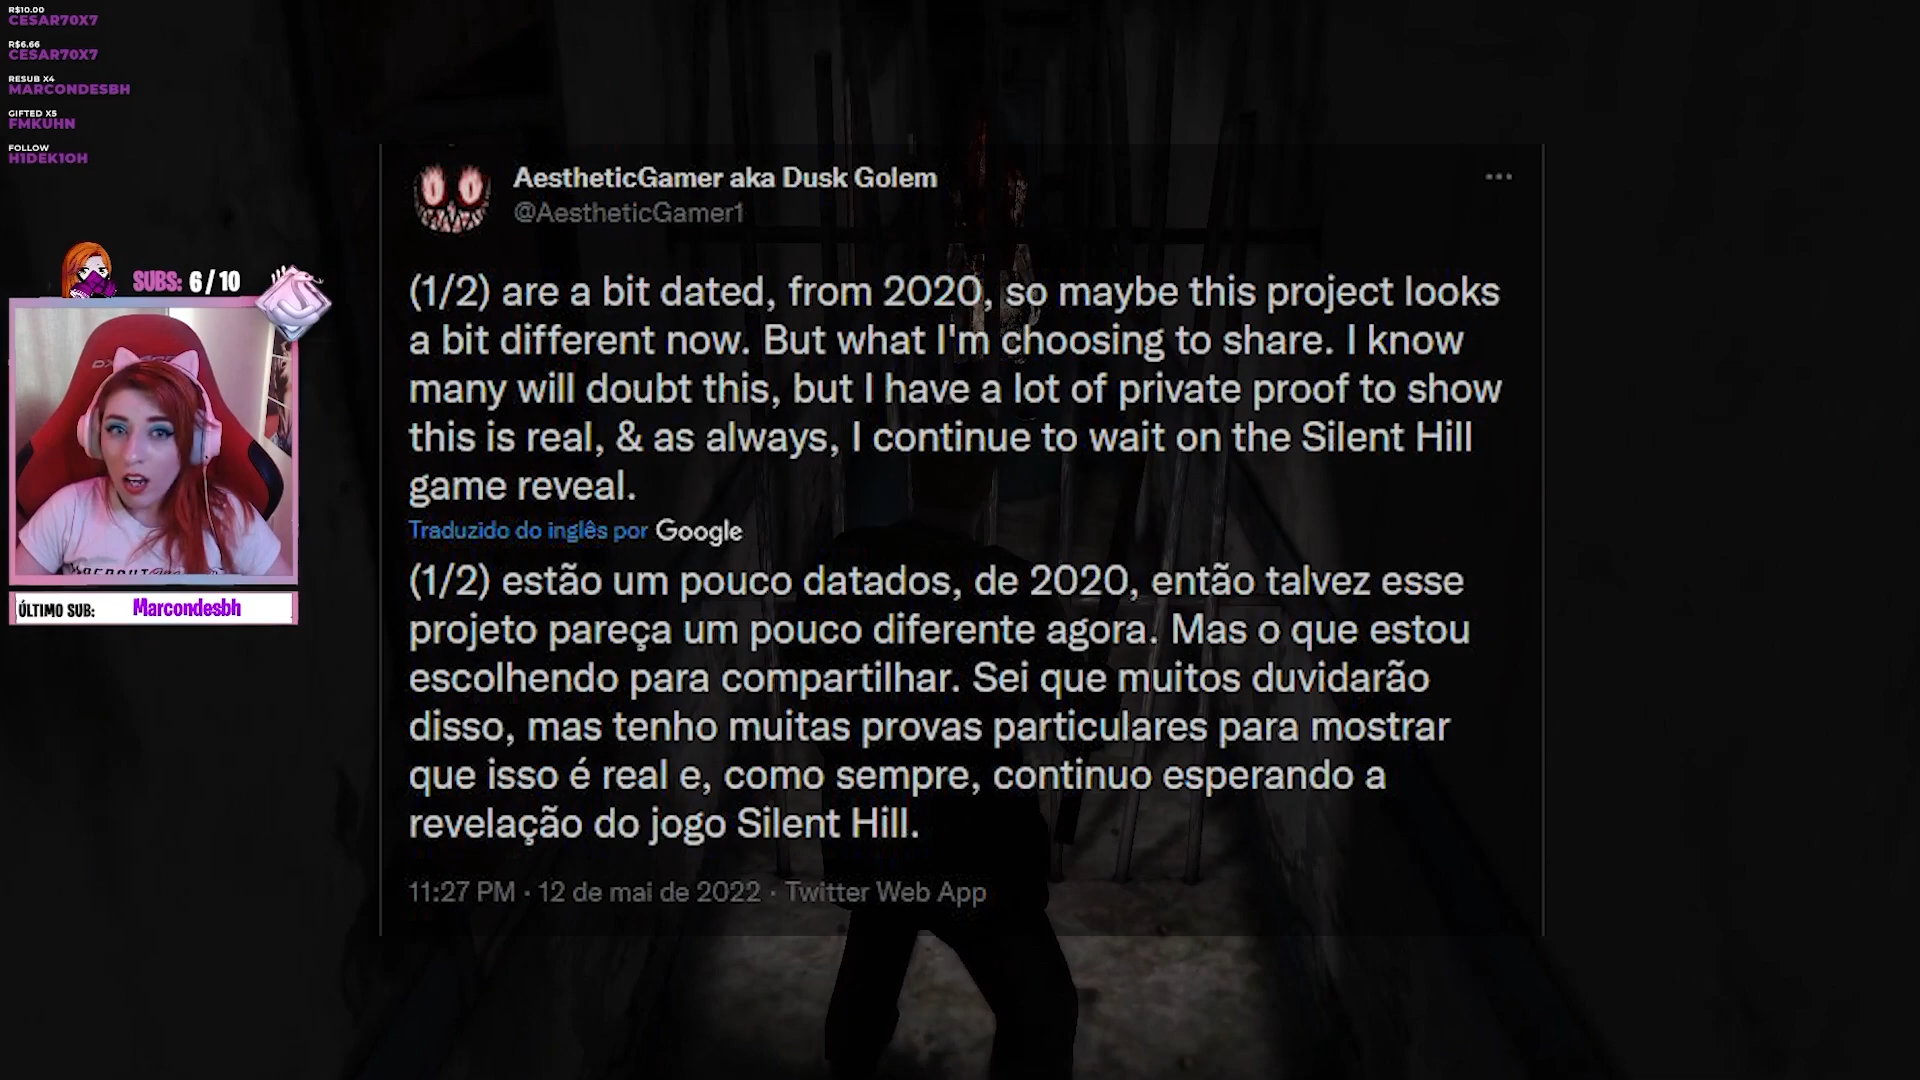 R$10.00
CESAR70X7
R$6.66
CESAR70X7
RESUB X4
MARCONDESBH
GIFTED X5
FMKUHN
FOLLOW
H1DEK1OH
SUBS: 6 / 10
ÚLTIMO SUB: Marcondesbh
AestheticGamer aka Dusk Golem
@AestheticGamer1
(1/2) are a bit dated, from 2020, so maybe this project looks
a bit different now. But what I'm choosing to share. I know
many will doubt this, but I have a lot of private proof to show
this is real, & as always, I continue to wait on the Silent Hill
game reveal.
Traduzido do inglês por Google
(1/2) estão um pouco datados, de 2020, então talvez esse
projeto pareça um pouco diferente agora. Mas o que estou
escolhendo para compartilhar. Sei que muitos duvidarão
disso, mas tenho muitas provas particulares para mostrar
que isso é real e, como sempre, continuo esperando a
revelação do jogo Silent Hill.
11:27 PM · 12 de mai de 2022 · Twitter Web App